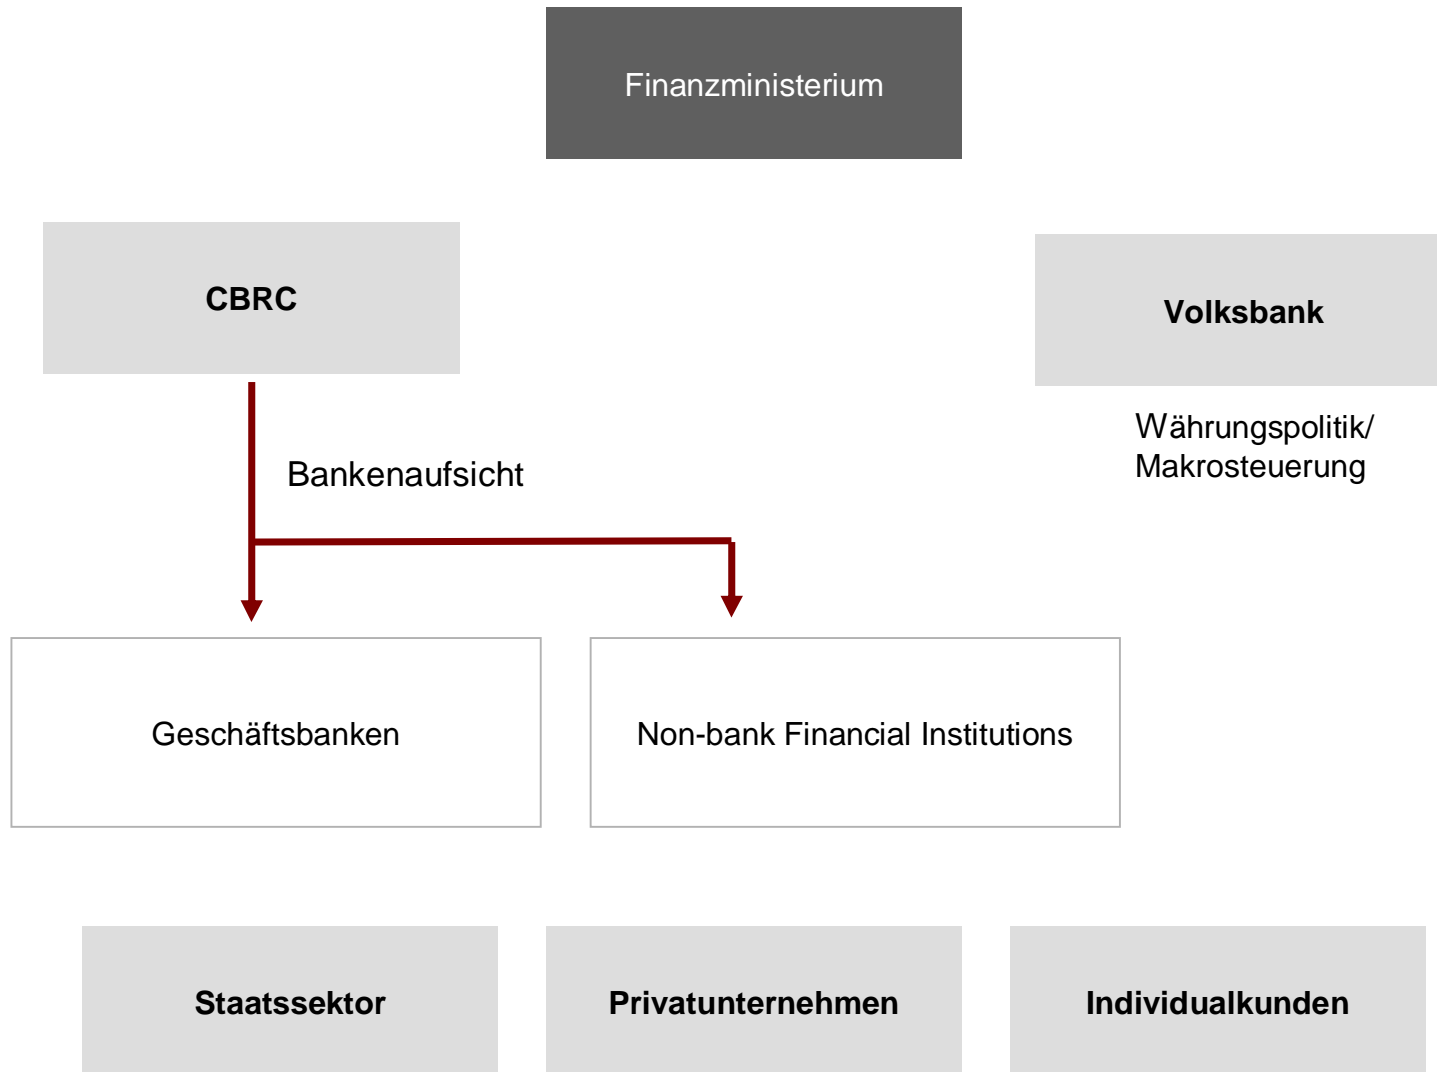 Finanzministerium
CBRC
Volksbank
Währungspolitik/
Makrosteuerung
Bankenaufsicht
Geschäftsbanken
Non-bank Financial Institutions
Staatssektor
Privatunternehmen
Individualkunden